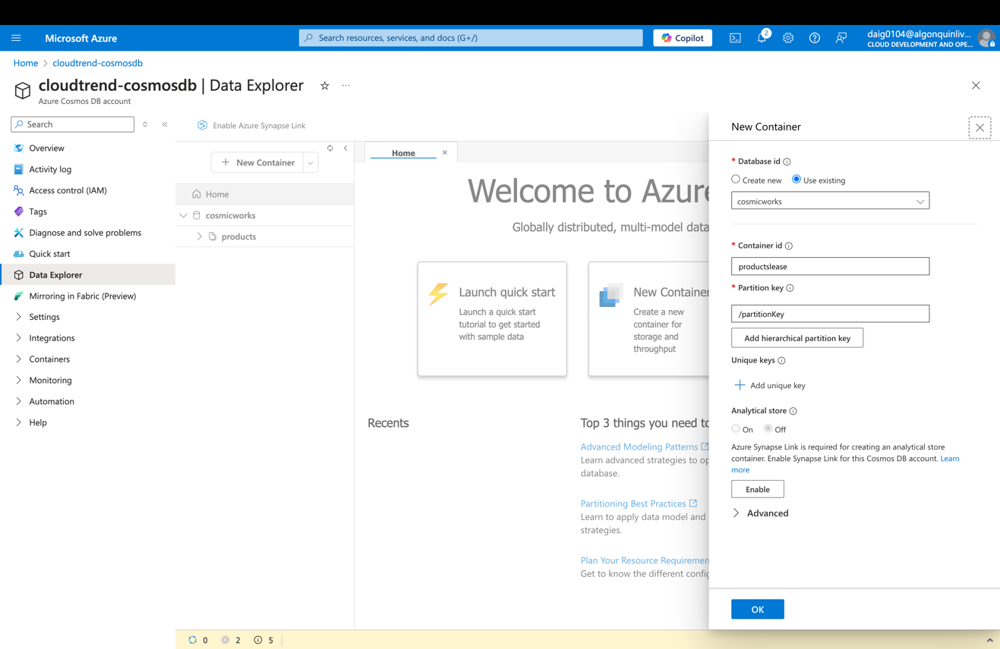 Microsoft Azure
Search resources, services, and docs (G+/)
Copilot
2
daig0104@algonquinliv...
CLOUD DEVELOPMENT AND OPE...
Home > cloudtrend-cosmosdb
cloudtrend-cosmosdb | Data Explorer
Azure Cosmos DB account
Search
Overview
Activity log
Access control (IAM)
Tags
Diagnose and solve problems
Quick start
Data Explorer
Mirroring in Fabric (Preview)
Settings
Integrations
Containers
Monitoring
Automation
Help
Enable Azure Synapse Link
New Container
Home
cosmicworks
products
Home
Welcome to Azure
Globally distributed, multi-model data
Launch quick start
Launch a quick start
tutorial to get started
with sample data
New Container
Create a new
container for
storage and
throughput
Recents
Top 3 things you need to
Advanced Modeling Patterns
Learn advanced strategies to op
database.
Partitioning Best Practices
Learn to apply data model and
strategies.
Plan Your Resource Requiremen
Get to know the different config
0 2 5
New Container
* Database id
Create new Use existing
cosmicworks
* Container id
productslease
* Partition key
/partitionKey
Add hierarchical partition key
Unique keys
Add unique key
Analytical store
On Off
Azure Synapse Link is required for creating an analytical store
container. Enable Synapse Link for this Cosmos DB account. Learn
more
Enable
Advanced
OK